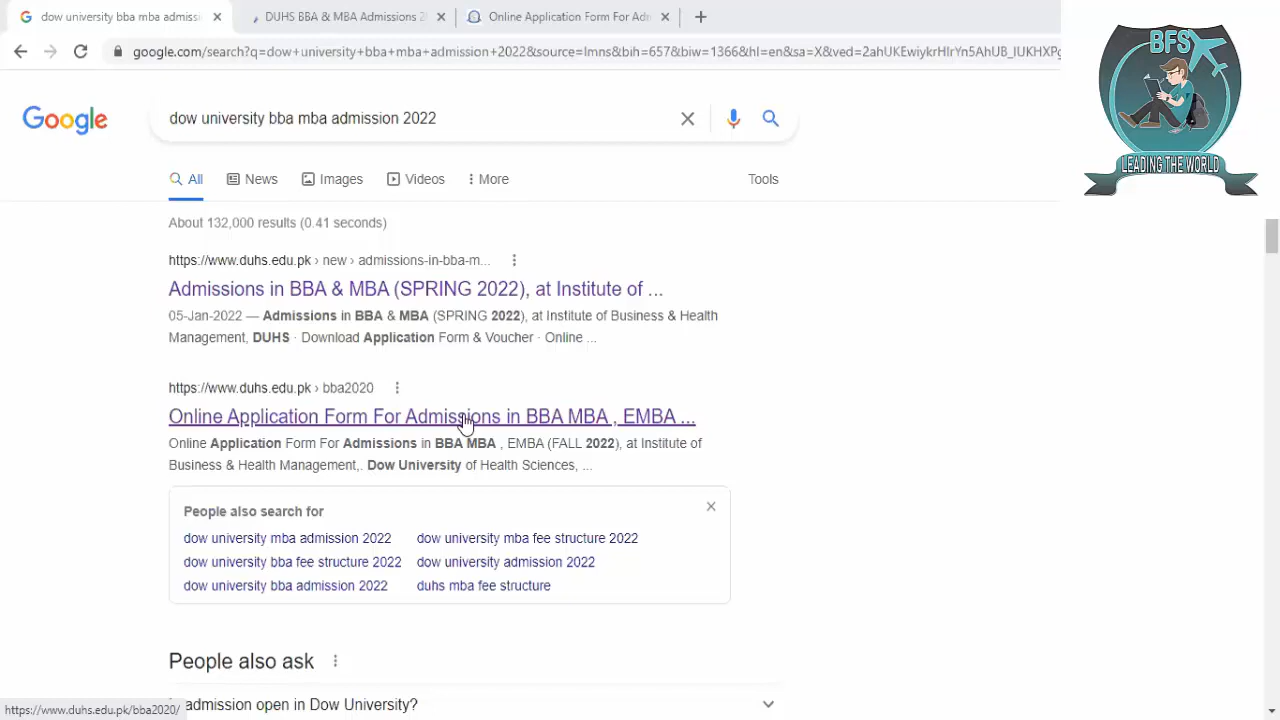 dow university bba mba admissi
DUHS BBA & MBA Admissions 2
Online Application Form For Adm
google.com/search?q=dow+university+bba+mba+admission+2022&source=lmns&bih=657&biw=1366&hl=en&sa=X&ved=2ahUKEwiykrHIrYn5AhUB_IUKHXPg
BFS
LEADING THE WORLD
Google
dow university bba mba admission 2022
All
News
Images
Videos
More
Tools
About 132,000 results (0.41 seconds)
https://www.duhs.edu.pk › new › admissions-in-bba-m...
Admissions in BBA & MBA (SPRING 2022), at Institute of ...
05-Jan-2022 — Admissions in BBA & MBA (SPRING 2022), at Institute of Business & Health
Management, DUHS · Download Application Form & Voucher · Online ...
https://www.duhs.edu.pk › bba2020
Online Application Form For Admissions in BBA MBA , EMBA ...
Online Application Form For Admissions in BBA MBA , EMBA (FALL 2022), at Institute of
Business & Health Management,. Dow University of Health Sciences, ...
People also search for
dow university mba admission 2022
dow university mba fee structure 2022
dow university bba fee structure 2022
dow university admission 2022
dow university bba admission 2022
duhs mba fee structure
People also ask
admission open in Dow University?
https://www.duhs.edu.pk/bba2020/